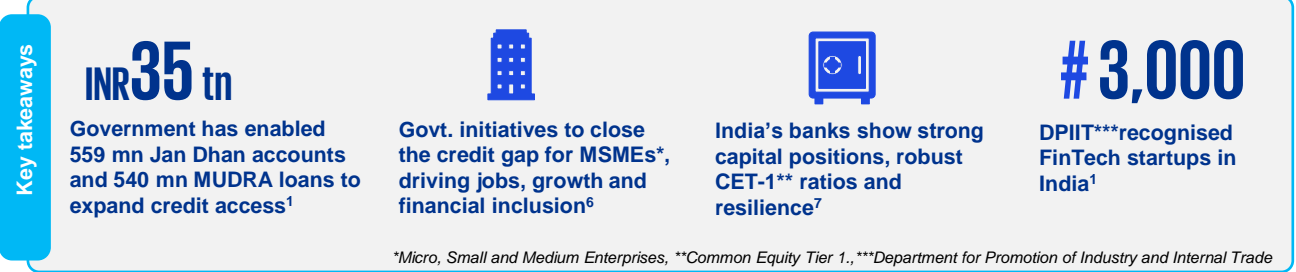 Key takeaways
INR35 tn
Government has enabled
559 mn Jan Dhan accounts
and 540 mn MUDRA loans to
expand credit access1
Govt. initiatives to close
the credit gap for MSMEs*,
driving jobs, growth and
financial inclusion6
India’s banks show strong
capital positions, robust
CET-1** ratios and
resilience7
# 3,000
DPIIT***recognised
FinTech startups in
India1
*Micro, Small and Medium Enterprises, **Common Equity Tier 1.,***Department for Promotion of Industry and Internal Trade